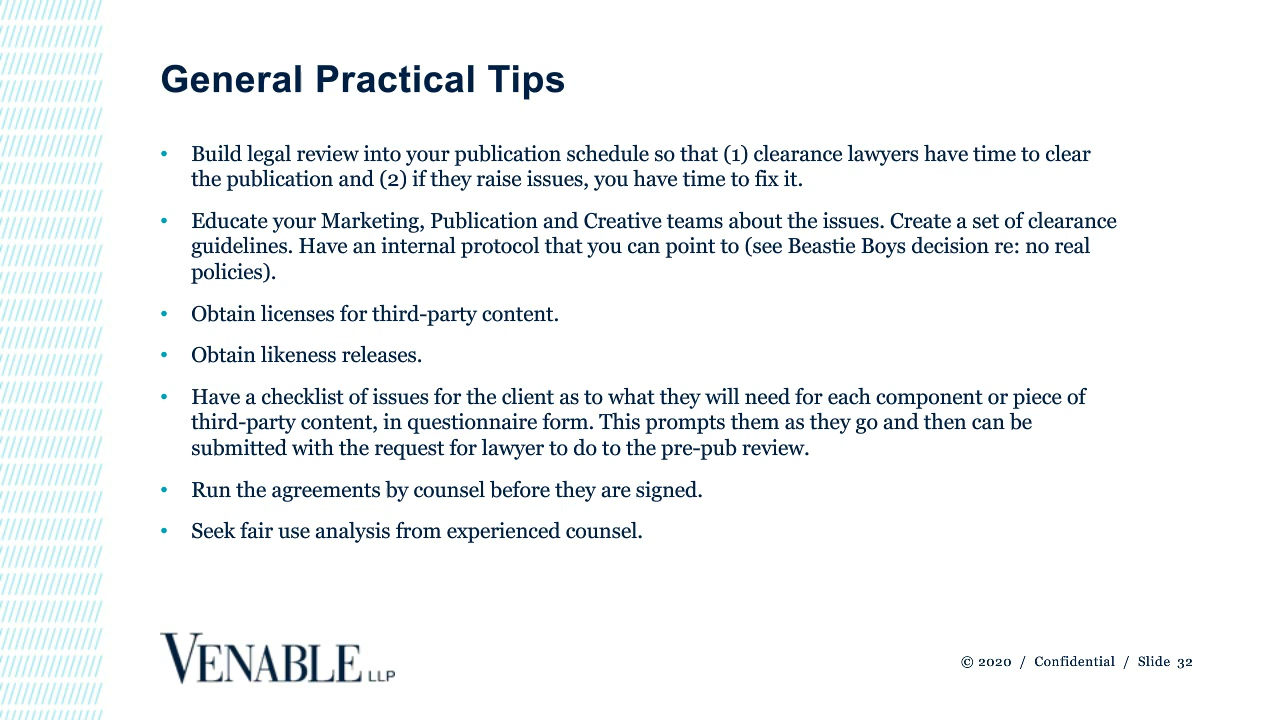 General Practical Tips
• Build legal review into your publication schedule so that (1) clearance lawyers have time to clear
the publication and (2) if they raise issues, you have time to fix it.
• Educate your Marketing, Publication and Creative teams about the issues. Create a set of clearance
guidelines. Have an internal protocol that you can point to (see Beastie Boys decision re: no real
policies).
• Obtain licenses for third-party content.
• Obtain likeness releases.
• Have a checklist of issues for the client as to what they will need for each component or piece of
third-party content, in questionnaire form. This prompts them as they go and then can be
submitted with the request for lawyer to do to the pre-pub review.
• Run the agreements by counsel before they are signed.
• Seek fair use analysis from experienced counsel.
VENABLE LLP
© 2020 / Confidential / Slide 32